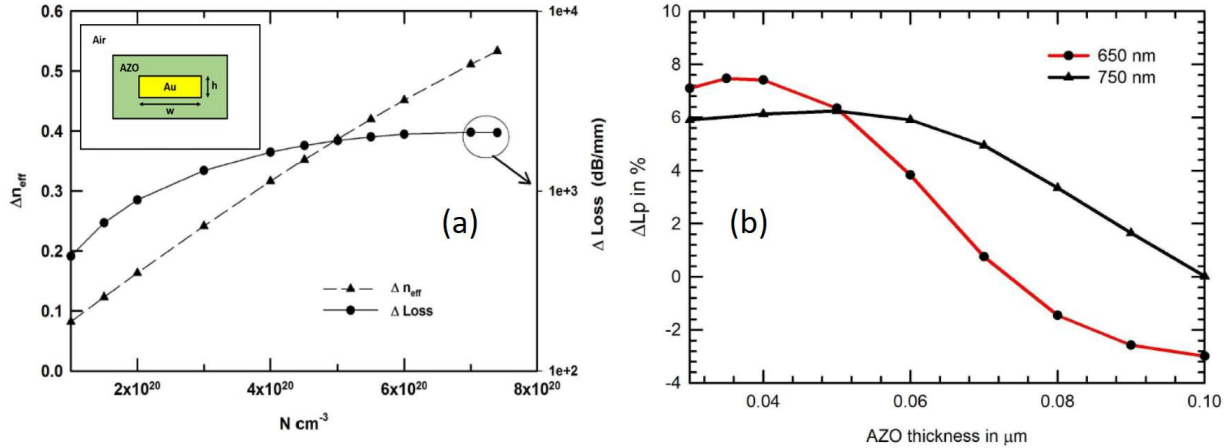 0.6
0.5
0.4
0.3
0.2
0.1
0.0
Δn_eff
Air
AZO
Au
h
w
(a)
Δ n_eff
Δ Loss
1e+4
1e+3
1e+2
Δ Loss (dB/mm)
2x10^20 4x10^20 6x10^20 8x10^20
N cm^-3
10
8
6
4
2
0
-2
-4
ΔLp in %
(b)
650 nm
750 nm
0.04 0.06 0.08 0.10
AZO thickness in μm